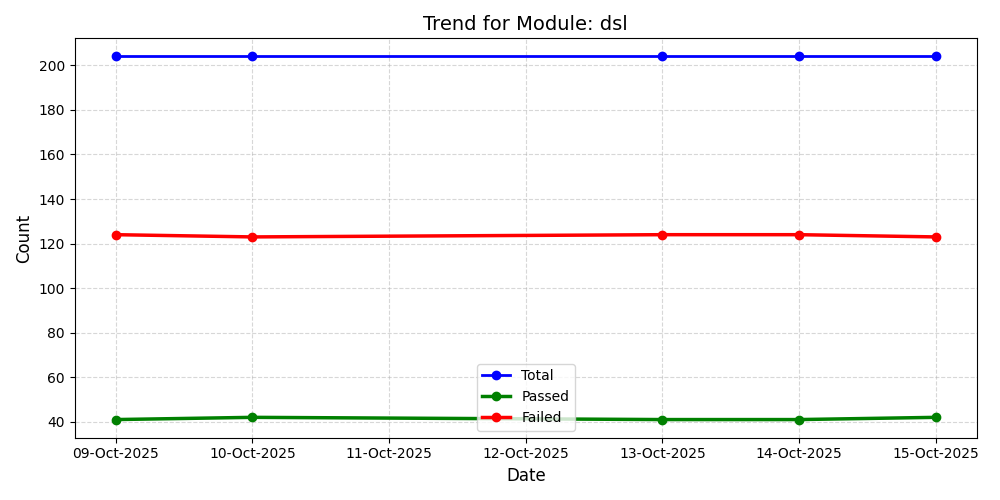 Trend for Module: dsl
Count
200
180
160
140
120
100
80
60
40
Total
Passed
Failed
09-Oct-2025 10-Oct-2025 11-Oct-2025 12-Oct-2025 13-Oct-2025 14-Oct-2025 15-Oct-2025
Date